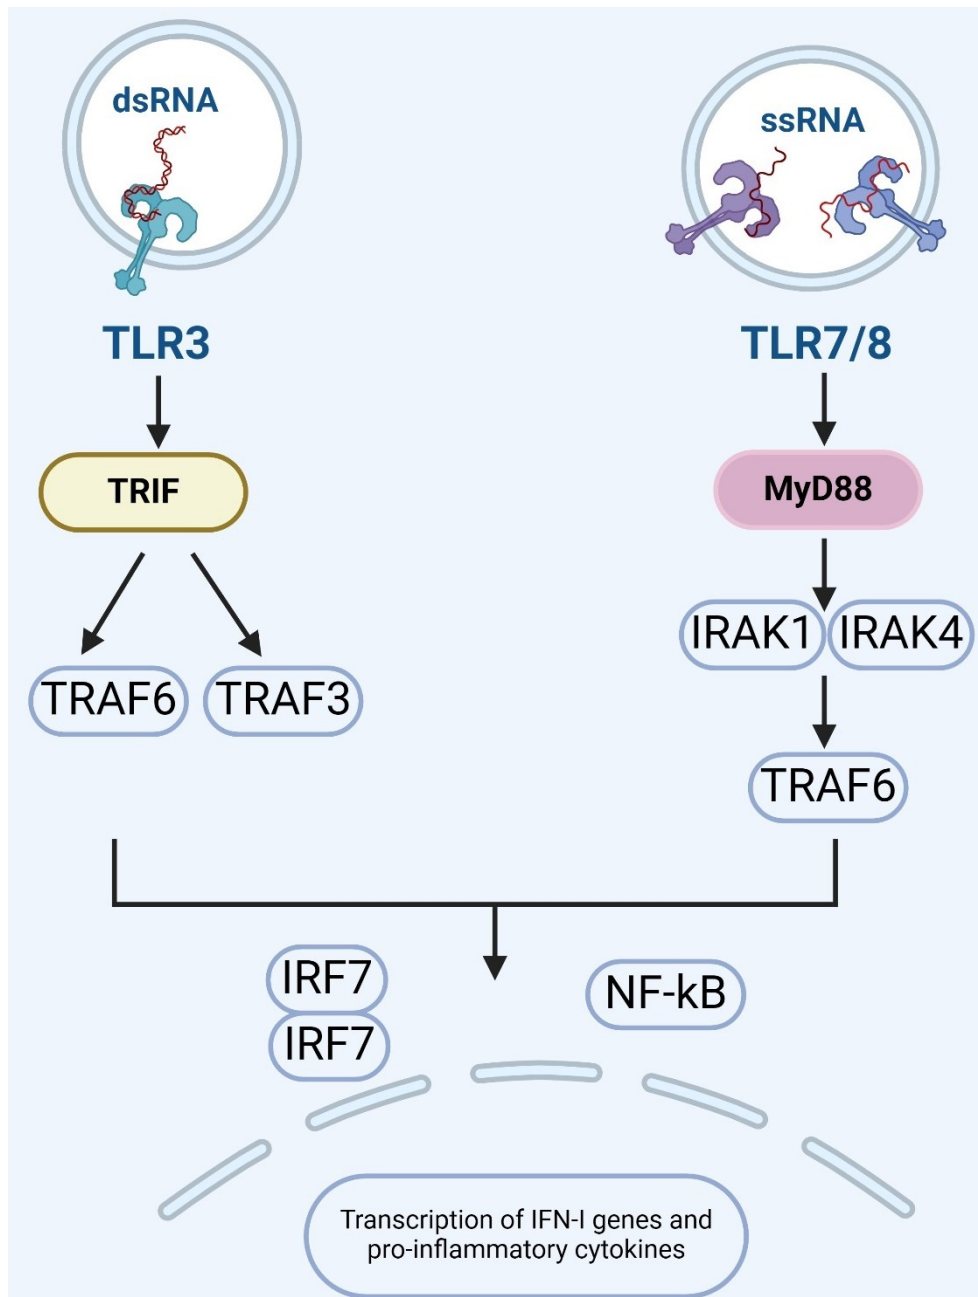 dsRNA
ssRNA
TLR3
TLR7/8
TRIF
MyD88
IRAK1
IRAK4
TRAF6
TRAF3
TRAF6
IRF7
NF-kB
IRF7
Transcription of IFN-I genes and
pro-inflammatory cytokines